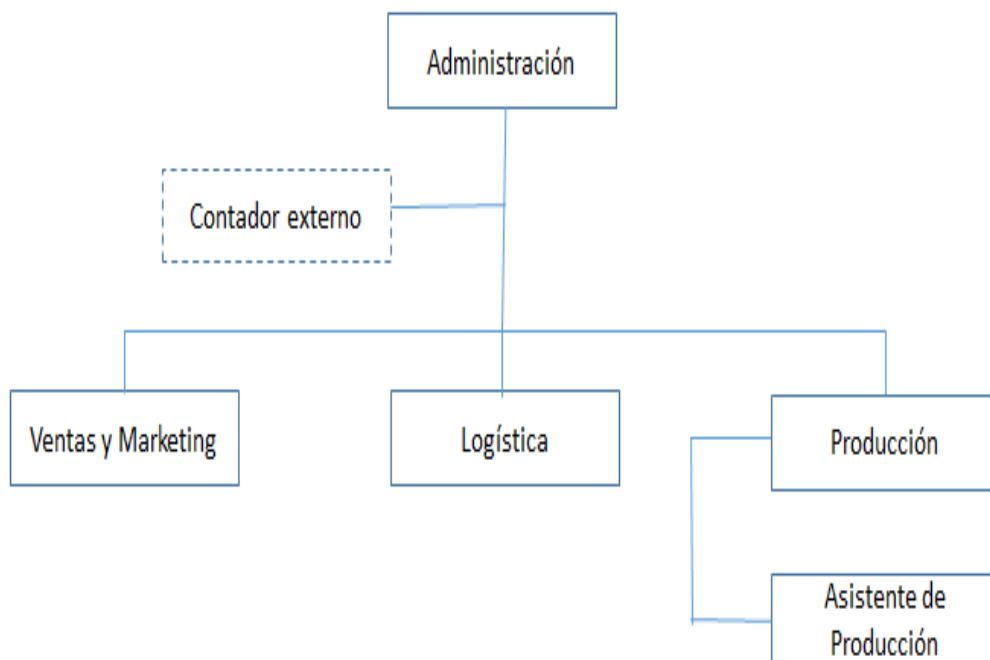 Administración
Contador externo
Ventas y Marketing
Logística
Producción
Asistente de
Producción